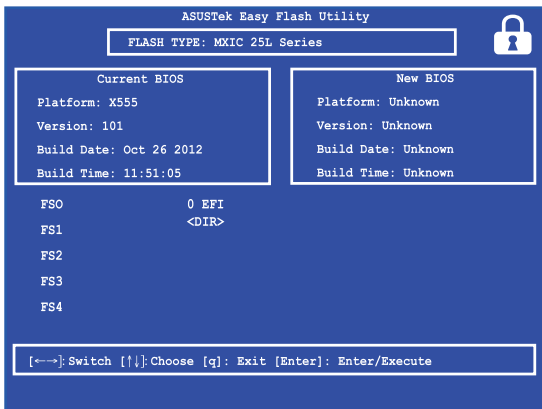 ASUSTek Easy Flash Utility
FLASH TYPE: MXIC 25L Series
Current BIOS
Platform: X555
Version: 101
Build Date: Oct 26 2012
Build Time: 11:51:05
New BIOS
Platform: Unknown
Version: Unknown
Build Date: Unknown
Build Time: Unknown
FSO
FS1
FS2
FS3
FS4
0 EFI
<DIR>
[←→]: Switch [↑↓]: Choose [q]: Exit [Enter]: Enter/Execute